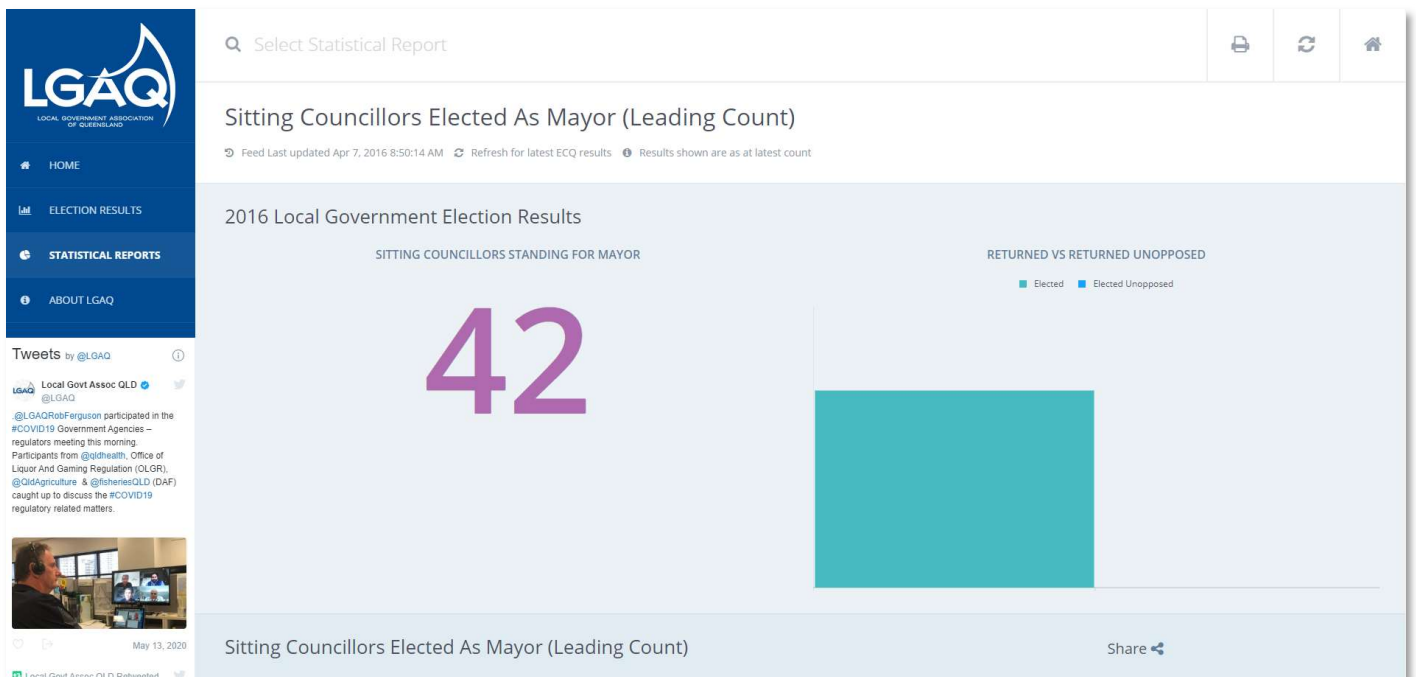 LGAQ
LOCAL GOVERNMENT ASSOCIATION
OF QUEENSLAND
HOME
ELECTION RESULTS
STATISTICAL REPORTS
ABOUT LGAQ
Tweets by @LGAQ
LGAQ
Local Govt Assoc QLD
@LGAQ
.@LGAQRobFerguson participated in the
#COVID19 Government Agencies –
regulators meeting this morning.
Participants from @qldhealth, Office of
Liquor And Gaming Regulation (OLGR),
@QldAgriculture & @fisheriesQLD (DAF)
caught up to discuss the #COVID19
regulatory related matters.
May 13, 2020
Local Govt Assoc QLD Retweeted
Select Statistical Report
Sitting Councillors Elected As Mayor (Leading Count)
Feed Last updated Apr 7, 2016 8:50:14 AM Refresh for latest ECQ results Results shown are as at latest count
2016 Local Government Election Results
SITTING COUNCILLORS STANDING FOR MAYOR
42
RETURNED VS RETURNED UNOPPOSED
Elected Elected Unopposed
Sitting Councillors Elected As Mayor (Leading Count)
Share